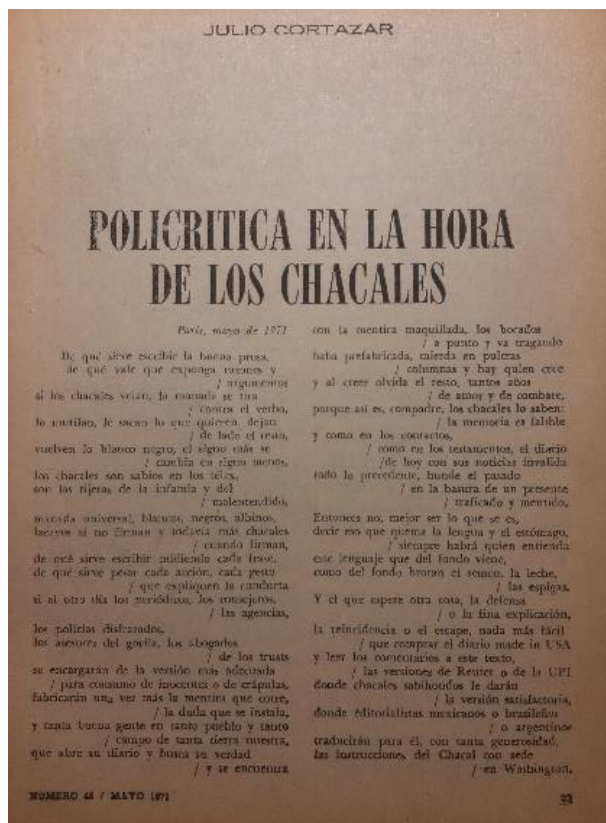 JULIO CORTAZAR
POLICRITICA EN LA HORA
DE LOS CHACALES
París, mayo de 1971
De qué sirve escribir la buena prosa,
de qué vale que exponga razones y
/ argumentos
si los chacales velan, la manada se tira
/ contra el verbo,
lo mutilan, le sacan lo que quieren, dejan
/ de lado el resto,
vuelven lo blanco negro, el signo más se
/ cambia en signo menos,
los chacales son sabios en los télex,
son las tijeras de la infamia y del
/ malentendido,
manada universal, blancos, negros, albinos,
lacayos si no firman y todavía más chacales
/ cuando firman,
de qué sirve escribir midiendo cada frase,
de qué sirve pesar cada acción, cada gesto
/ que expliquen la conducta
si al otro día los periódicos, los consejeros,
/ las agencias,
los policías disfrazados,
los asesores del gorila, los abogados
/ de los trusts
se encargarán de la versión más adecuada
/ para consumo de inocentes o de crápulas,
fabricarán una vez más la mentira que corre,
/ la duda que se instala,
y tanta buena gente en tanto pueblo y tanto
/ campo de tanta tierra nuestra,
que abre su diario y busca su verdad
/ y se encuentra
con la mentira maquillada, los bocados
/ a punto y va tragando
baba prefabricada, mierda en pulcras
/ columnas y hay quien cree
y al creer olvida el resto, tantos años
/ de amor y de combate,
porque así es, compadre, los chacales lo saben:
/ la memoria es falible
y como en los contactos,
/ como en los testamentos, el diario
/de hoy con sus noticias invalida
todo lo precedente, hunde el pasado
/ en la basura de un presente
/ traficado y mentido,
Entonces no, mejor ser lo que se es,
decir eso que quema la lengua y el estómago,
/ siempre habrá quien entienda
este lenguaje que del fondo viene,
como del fondo brotan el semen, la leche,
/ las espigas.
Y el que espere otra cosa, la defensa
/ o la fina explicación,
la reincidencia o el escape, nada más fácil
/ que comprar el diario made in USA
y leer los comentarios a este texto,
/ las versiones de Reuter o de la UPI
donde chacales sabihondos le darán
/ la versión satisfactoria,
donde editorialistas mexicanos o brasileños
/ o argentinos
traducirán para él, con tanta generosidad,
las instrucciones del Chacal con sede
/ en Washington,
NUMERO 46 / MAYO 1971